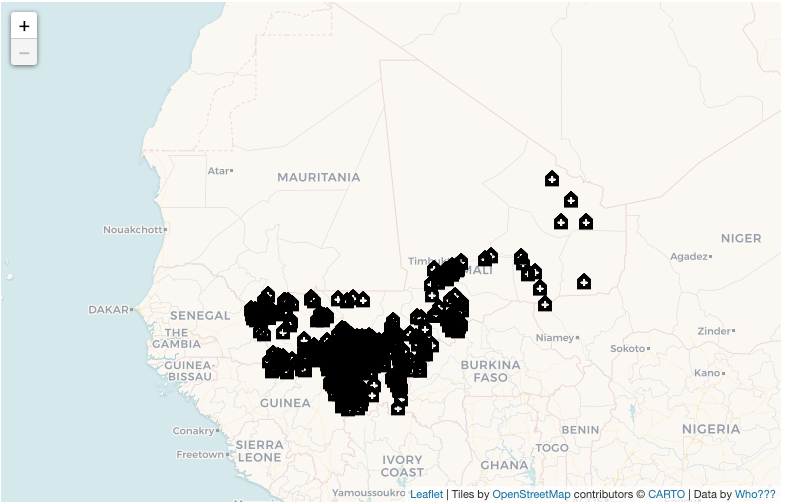 +
−
Atar
MAURITANIA
Nouakchott
NIGER
Agadez
Timbuk
MALI
DAKAR
SENEGAL
THE
GAMBIA
GUINEA-
BISSAU
Niamey
Zinder
Sokoto
BURKINA
FASO
Kano
GUINEA
Conakry
SIERRA
LEONE
Freetown
BENIN
NIGERIA
TOGO
IVORY
COAST
GHANA
Yamoussoukro
Leaflet | Tiles by OpenStreetMap contributors © CARTO | Data by Who???